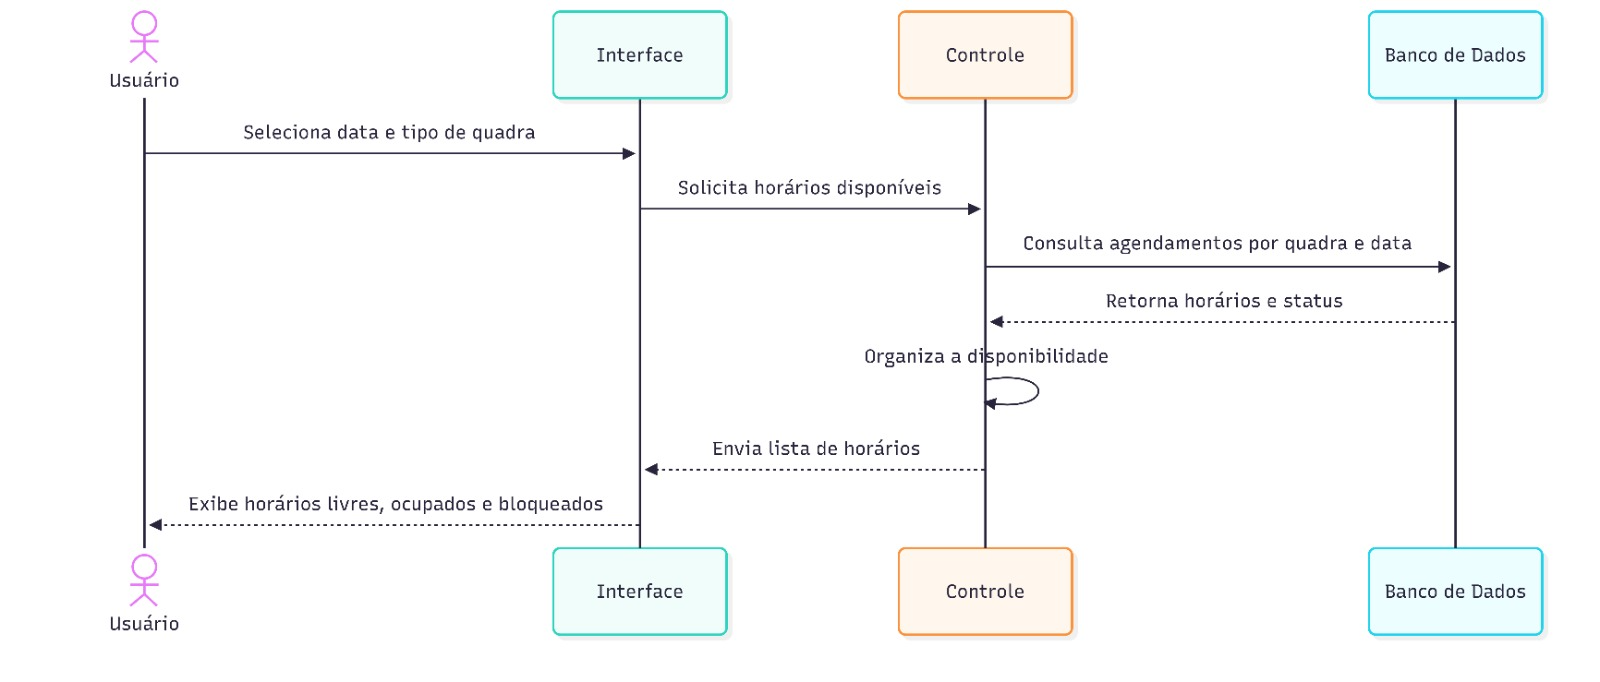 Usuário
Interface
Controle
Banco de Dados
Seleciona data e tipo de quadra
Solicita horários disponíveis
Consulta agendamentos por quadra e data
Retorna horários e status
Organiza a disponibilidade
Envia lista de horários
Exibe horários livres, ocupados e bloqueados
Usuário
Interface
Controle
Banco de Dados